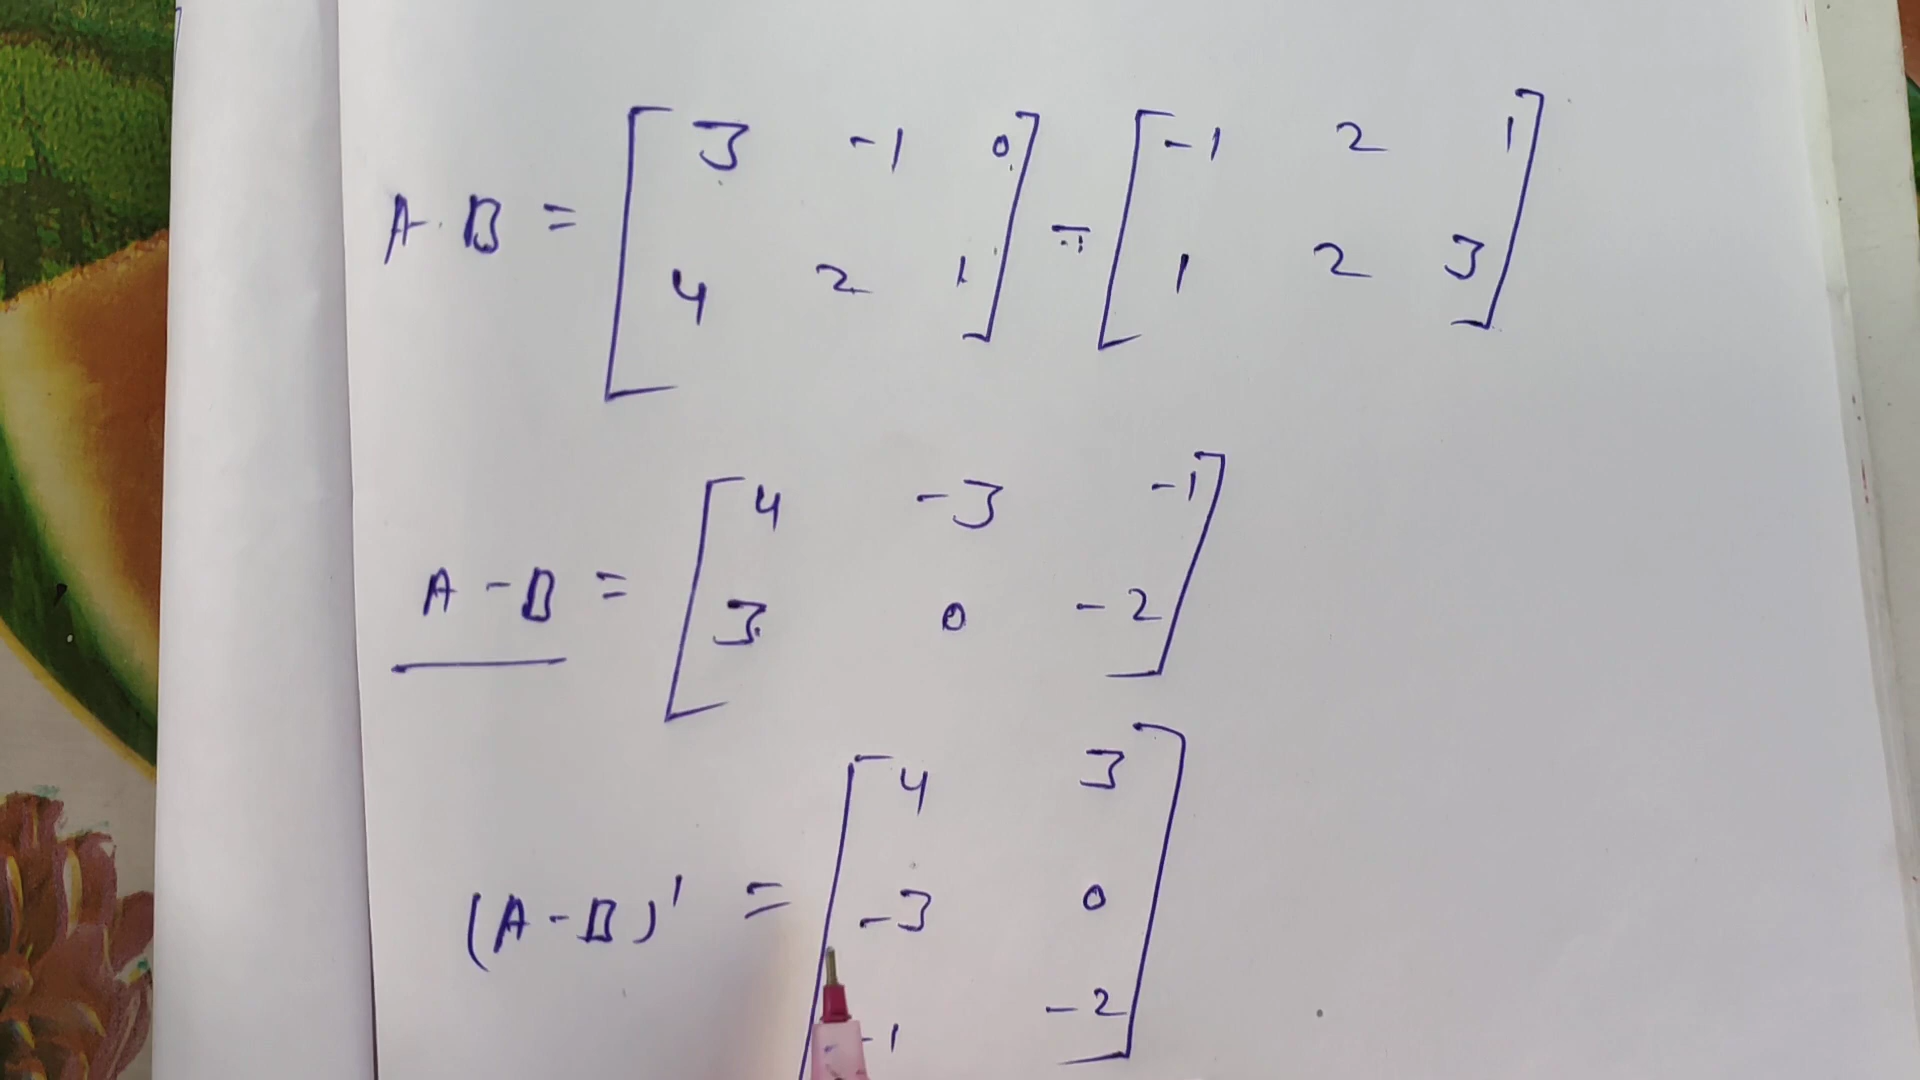 A - B = [ 3 -1 0 ] - [ -1 2 1 ]
[ 4 2 1 ] [ 1 2 3 ]
A - B = [ 4 -3 -1 ]
[ 3 0 -2 ]
(A - B)' = [ 4 3 ]
[ -3 0 ]
[ -1 -2 ]